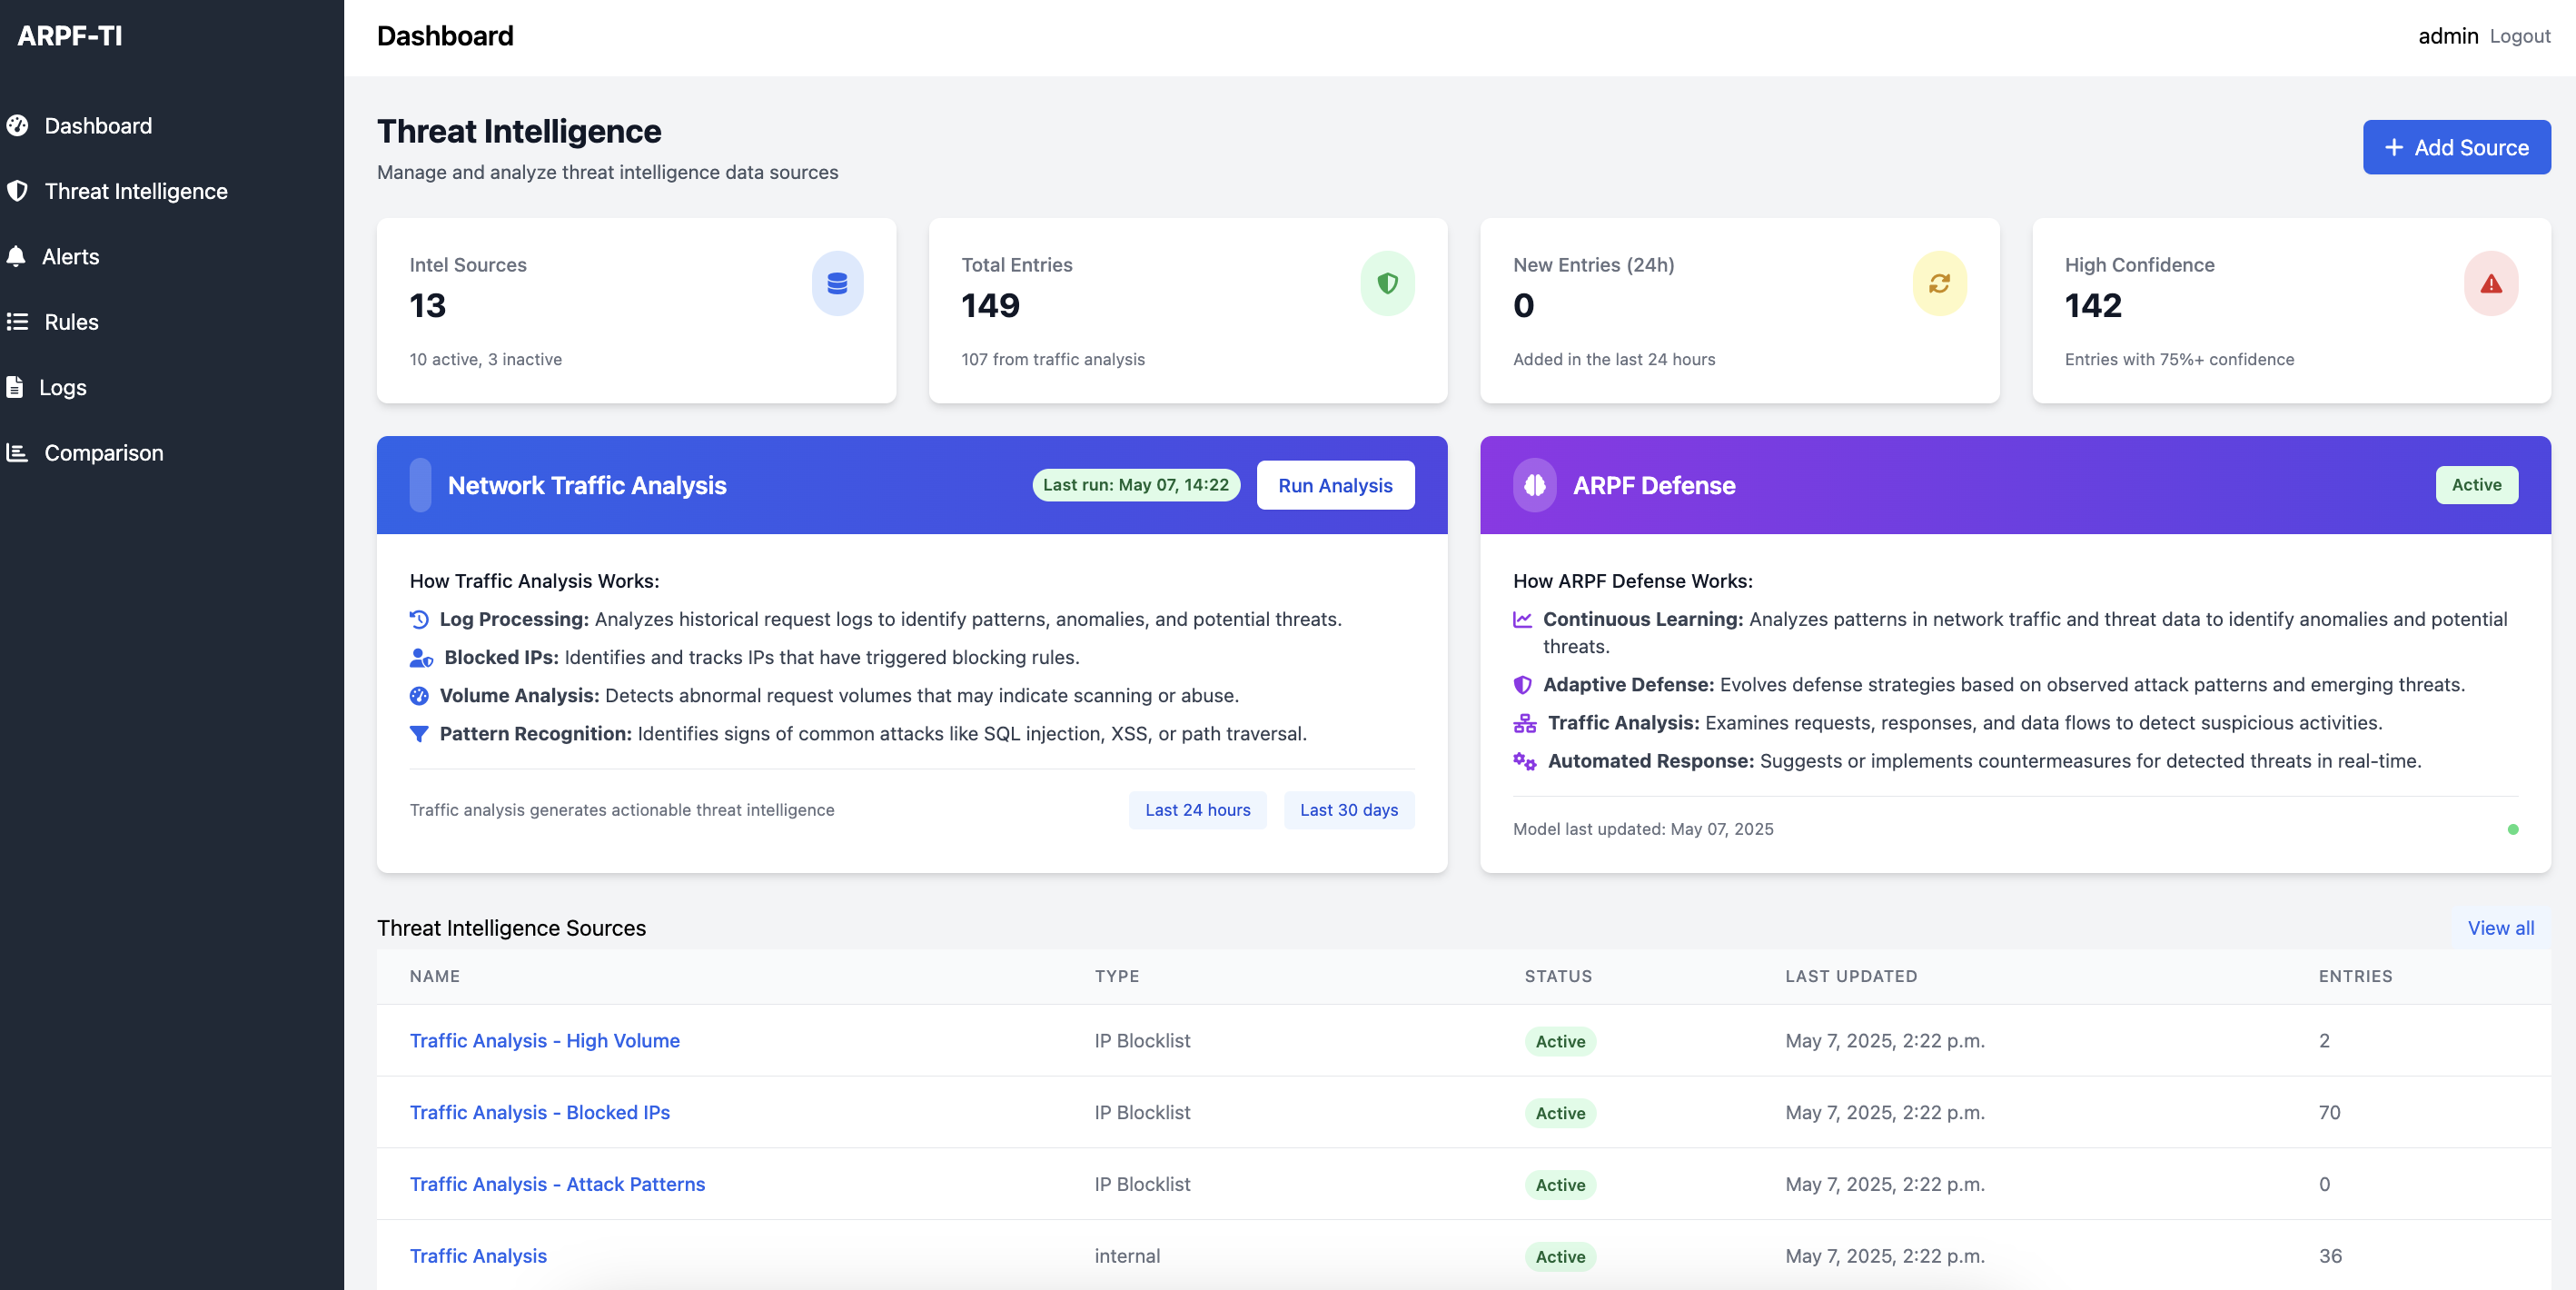 ARPF-TI
Dashboard
Threat Intelligence
Alerts
Rules
Logs
Comparison
Dashboard
admin Logout
Threat Intelligence
Manage and analyze threat intelligence data sources
Add Source
Intel Sources
13
10 active, 3 inactive
Total Entries
149
107 from traffic analysis
New Entries (24h)
0
Added in the last 24 hours
High Confidence
142
Entries with 75%+ confidence
Network Traffic Analysis
Last run: May 07, 14:22
Run Analysis
How Traffic Analysis Works:
Log Processing: Analyzes historical request logs to identify patterns, anomalies, and potential threats.
Blocked IPs: Identifies and tracks IPs that have triggered blocking rules.
Volume Analysis: Detects abnormal request volumes that may indicate scanning or abuse.
Pattern Recognition: Identifies signs of common attacks like SQL injection, XSS, or path traversal.
Traffic analysis generates actionable threat intelligence
Last 24 hours
Last 30 days
ARPF Defense
Active
How ARPF Defense Works:
Continuous Learning: Analyzes patterns in network traffic and threat data to identify anomalies and potential
threats.
Adaptive Defense: Evolves defense strategies based on observed attack patterns and emerging threats.
Traffic Analysis: Examines requests, responses, and data flows to detect suspicious activities.
Automated Response: Suggests or implements countermeasures for detected threats in real-time.
Model last updated: May 07, 2025
Threat Intelligence Sources
View all
NAME TYPE STATUS LAST UPDATED ENTRIES
Traffic Analysis - High Volume IP Blocklist Active May 7, 2025, 2:22 p.m. 2
Traffic Analysis - Blocked IPs IP Blocklist Active May 7, 2025, 2:22 p.m. 70
Traffic Analysis - Attack Patterns IP Blocklist Active May 7, 2025, 2:22 p.m. 0
Traffic Analysis internal Active May 7, 2025, 2:22 p.m. 36